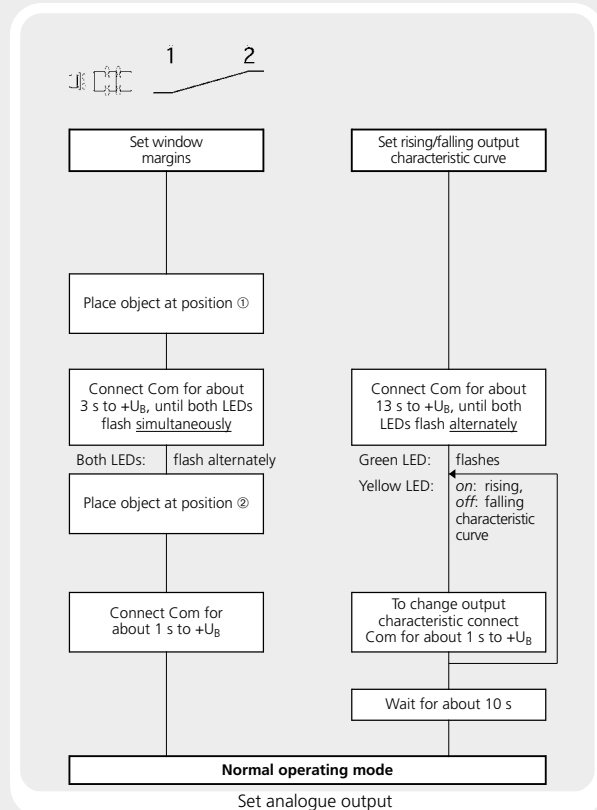 1 2
Set window
margins
Place object at position ①
Connect Com for about
3 s to +U_B, until both LEDs
flash simultaneously
Both LEDs: flash alternately
Place object at position ②
Connect Com for
about 1 s to +U_B
Set rising/falling output
characteristic curve
Connect Com for about
13 s to +U_B, until both
LEDs flash alternately
Green LED: flashes
Yellow LED: on: rising,
off: falling
characteristic
curve
To change output
characteristic connect
Com for about 1 s to +U_B
Wait for about 10 s
Normal operating mode
Set analogue output